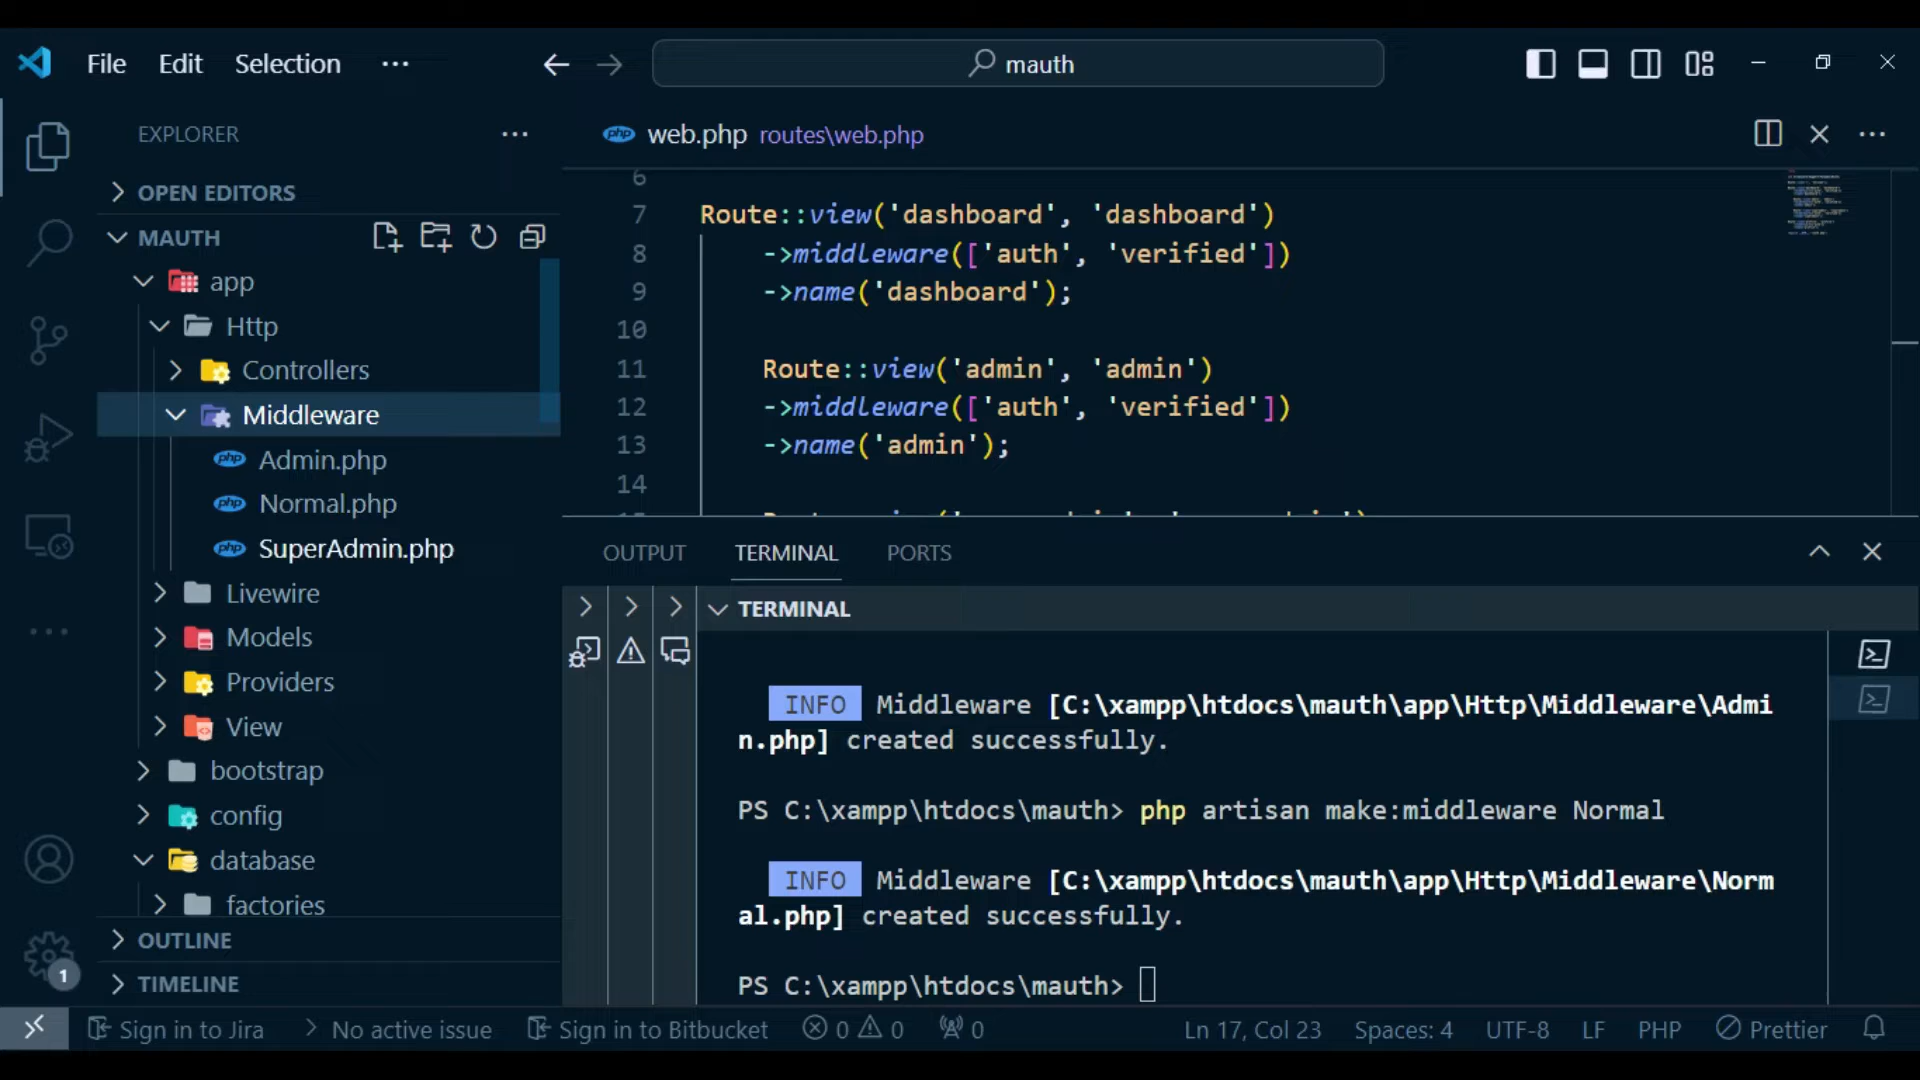 File Edit Selection ···
mauth
EXPLORER
OPEN EDITORS
MAUTH
app
Http
Controllers
Middleware
Admin.php
Normal.php
SuperAdmin.php
Livewire
Models
Providers
View
bootstrap
config
database
factories
OUTLINE
TIMELINE
1
php web.php routes\web.php
6
7 Route::view('dashboard', 'dashboard')
8 ->middleware(['auth', 'verified'])
9 ->name('dashboard');
10
11 Route::view('admin', 'admin')
12 ->middleware(['auth', 'verified'])
13 ->name('admin');
14
OUTPUT TERMINAL PORTS
TERMINAL
INFO Middleware [C:\xampp\htdocs\mauth\app\Http\Middleware\Admi
n.php] created successfully.
PS C:\xampp\htdocs\mauth> php artisan make:middleware Normal
INFO Middleware [C:\xampp\htdocs\mauth\app\Http\Middleware\Norm
al.php] created successfully.
PS C:\xampp\htdocs\mauth>
Sign in to Jira No active issue Sign in to Bitbucket 0 0 0 Ln 17, Col 23 Spaces: 4 UTF-8 LF PHP Prettier